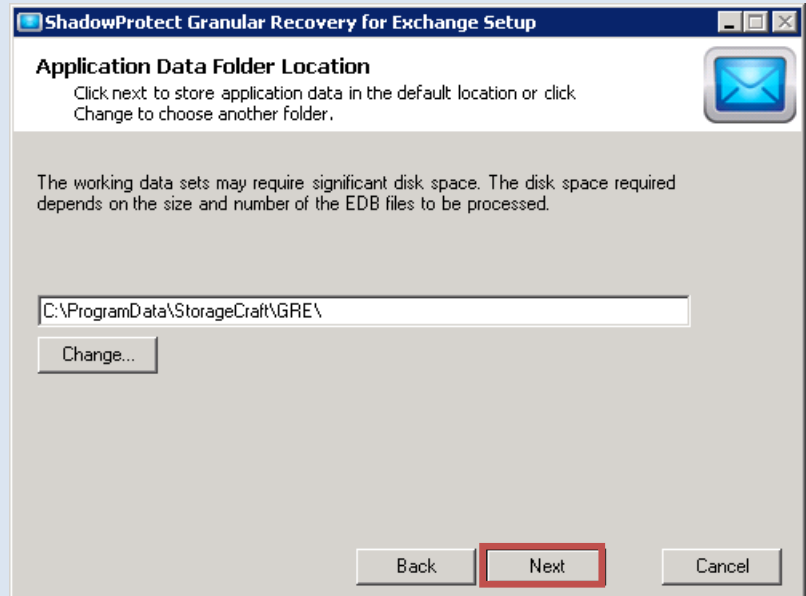 ShadowProtect Granular Recovery for Exchange Setup
Application Data Folder Location
Click next to store application data in the default location or click
Change to choose another folder.
The working data sets may require significant disk space. The disk space required
depends on the size and number of the EDB files to be processed.
C:\ProgramData\StorageCraft\GRE\
Change...
Back
Next
Cancel